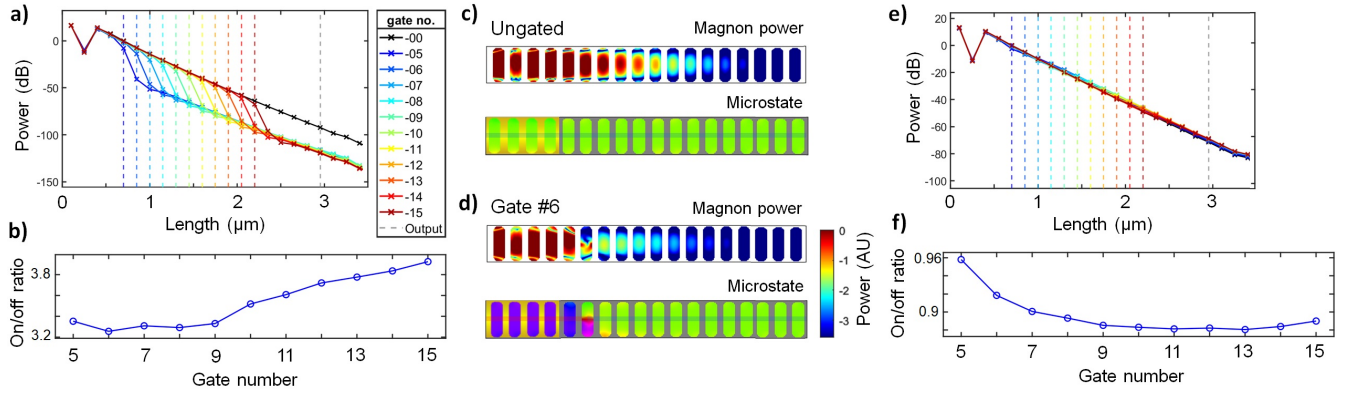 a)
0
-50
-100
-150
Power (dB)
0
1
2
3
Length (µm)
gate no.
-00
-05
-06
-07
-08
-09
-10
-11
-12
-13
-14
-15
Output
b)
3.8
3.2
On/off ratio
5
7
9
11
13
15
Gate number
c)
Ungated
Magnon power
Microstate
d)
Gate #6
Magnon power
Microstate
0
-1
-2
-3
Power (AU)
e)
20
0
-20
-40
-60
-80
-100
Power (dB)
0
1
2
3
Length (µm)
f)
0.96
0.9
On/off ratio
5
7
9
11
13
15
Gate number